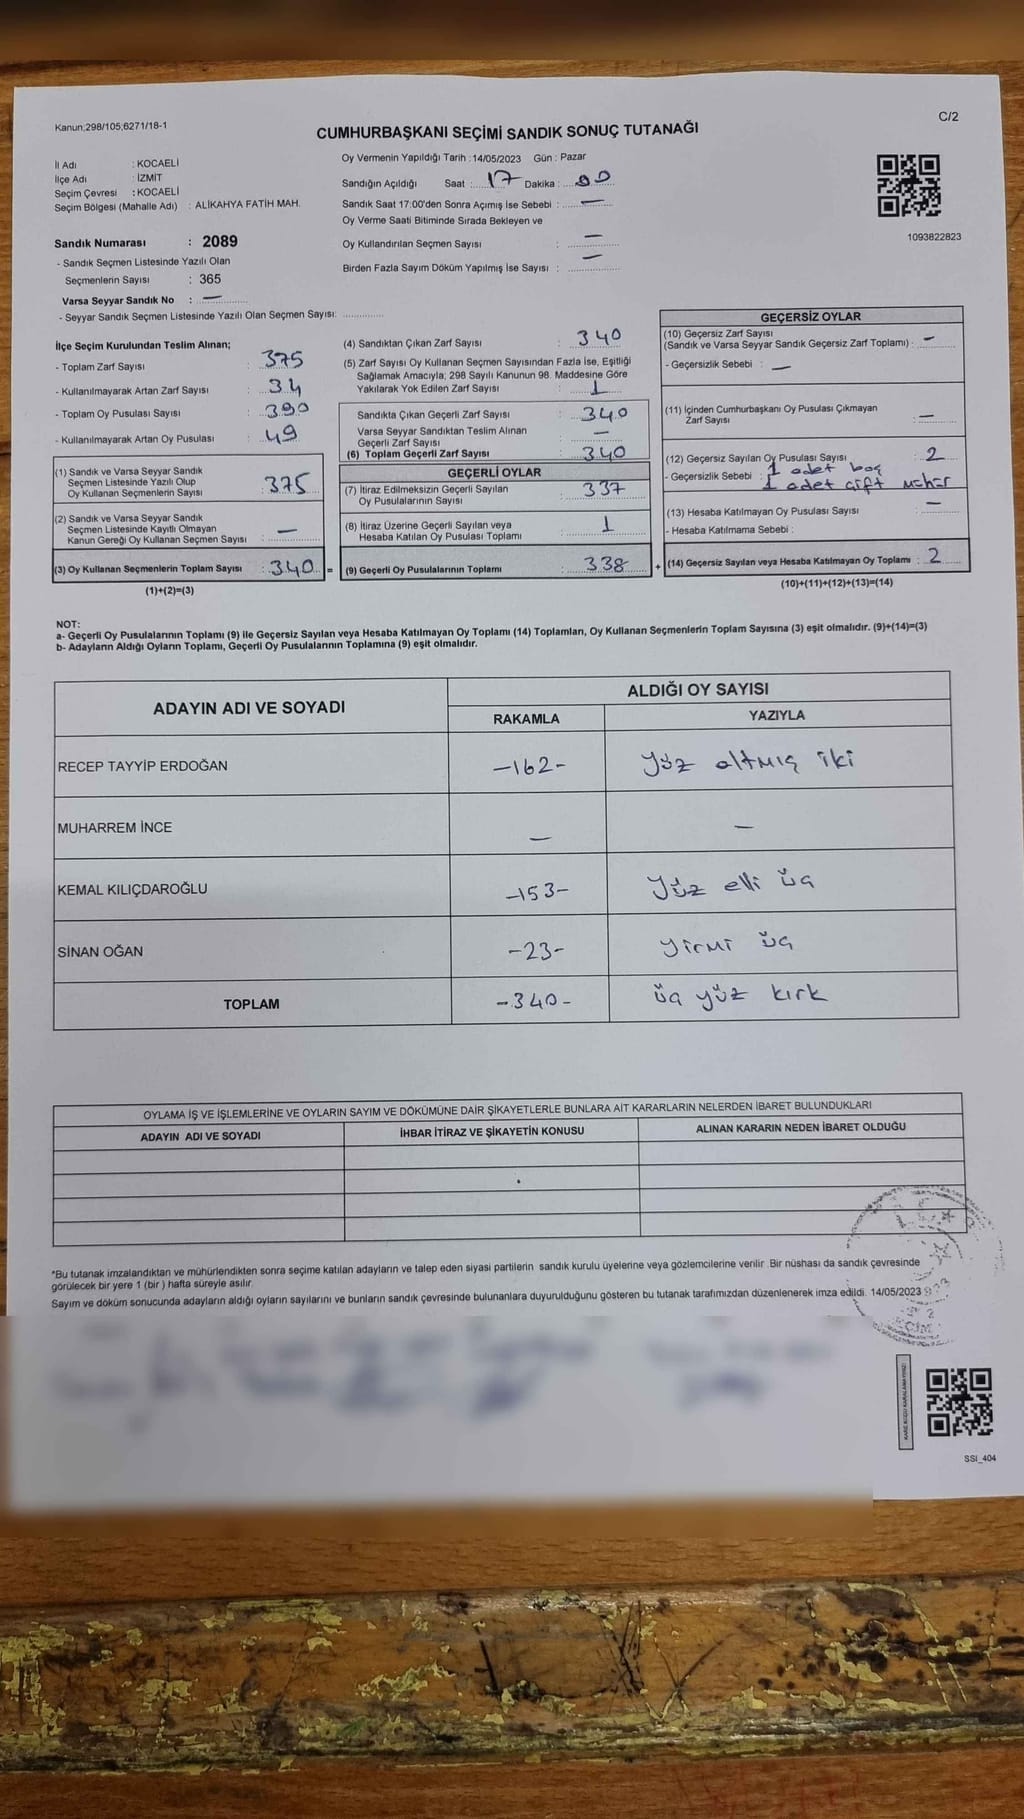 Kanun;298/105;6271/18-1
C/2
CUMHURBAŞKANI SEÇİMİ SANDIK SONUÇ TUTANAĞI
İl Adı : KOCAELİ
İlçe Adı : İZMİT
Seçim Çevresi : KOCAELİ
Seçim Bölgesi (Mahalle Adı) : ALİKAHYA FATİH MAH.
Sandık Numarası : 2089
- Sandık Seçmen Listesinde Yazılı Olan
Seçmenlerin Sayısı : 365
Varsa Seyyar Sandık No : —
- Seyyar Sandık Seçmen Listesinde Yazılı Olan Seçmen Sayısı:
Oy Vermenin Yapıldığı Tarih : 14/05/2023 Gün : Pazar
Sandığın Açıldığı Saat : 17 Dakika : 00
Sandık Saat 17:00'den Sonra Açımış İse Sebebi : —
Oy Verme Saati Bitiminde Sırada Bekleyen ve
Oy Kullandırılan Seçmen Sayısı : —
Birden Fazla Sayım Döküm Yapılmış İse Sayısı : —
1093822823
İlçe Seçim Kurulundan Teslim Alınan;
- Toplam Zarf Sayısı : 375
- Kullanılmayarak Artan Zarf Sayısı : 34
- Toplam Oy Pusulası Sayısı : 390
- Kullanılmayarak Artan Oy Pusulası : 49
(1) Sandık ve Varsa Seyyar Sandık
Seçmen Listesinde Yazılı Olup
Oy Kullanan Seçmenlerin Sayısı : 375
(2) Sandık ve Varsa Seyyar Sandık
Seçmen Listesinde Kayıtlı Olmayan
Kanun Gereği Oy Kullanan Seçmen Sayısı : —
(3) Oy Kullanan Seçmenlerin Toplam Sayısı : 340 =
(1)+(2)=(3)
(4) Sandıktan Çıkan Zarf Sayısı : 340
(5) Zarf Sayısı Oy Kullanan Seçmen Sayısından Fazla İse, Eşitliği
Sağlamak Amacıyla; 298 Sayılı Kanunun 98. Maddesine Göre
Yakılarak Yok Edilen Zarf Sayısı : 1
Sandıkta Çıkan Geçerli Zarf Sayısı : 340
Varsa Seyyar Sandıktan Teslim Alınan
Geçerli Zarf Sayısı : —
(6) Toplam Geçerli Zarf Sayısı : 340
GEÇERLİ OYLAR
(7) İtiraz Edilmeksizin Geçerli Sayılan
Oy Pusulalarının Sayısı : 337
(8) İtiraz Üzerine Geçerli Sayılan veya
Hesaba Katılan Oy Pusulası Toplamı : 1
(9) Geçerli Oy Pusulalarının Toplamı : 338 +
GEÇERSİZ OYLAR
(10) Geçersiz Zarf Sayısı
(Sandık ve Varsa Seyyar Sandık Geçersiz Zarf Toplamı) : —
- Geçersizlik Sebebi : —
(11) İçinden Cumhurbaşkanı Oy Pusulası Çıkmayan
Zarf Sayısı : —
(12) Geçersiz Sayılan Oy Pusulası Sayısı : 2
- Geçersizlik Sebebi : 1 adet boş
1 adet çift mühür
(13) Hesaba Katılmayan Oy Pusulası Sayısı : —
- Hesaba Katılmama Sebebi :
(14) Geçersiz Sayılan veya Hesaba Katılmayan Oy Toplamı : 2
(10)+(11)+(12)+(13)=(14)
NOT:
a- Geçerli Oy Pusulalarının Toplamı (9) ile Geçersiz Sayılan veya Hesaba Katılmayan Oy Toplamı (14) Toplamları, Oy Kullanan Seçmenlerin Toplam Sayısına (3) eşit olmalıdır. (9)+(14)=(3)
b- Adayların Aldığı Oyların Toplamı, Geçerli Oy Pusulalarının Toplamına (9) eşit olmalıdır.
ADAYIN ADI VE SOYADI
ALDIĞI OY SAYISI
RAKAMLA YAZIYLA
RECEP TAYYİP ERDOĞAN -162- Yüz altmış iki
MUHARREM İNCE — —
KEMAL KILIÇDAROĞLU -153- Yüz elli üç
SİNAN OĞAN -23- Yirmi üç
TOPLAM -340- üç yüz kırk
OYLAMA İŞ VE İŞLEMLERİNE VE OYLARIN SAYIM VE DÖKÜMÜNE DAİR ŞİKAYETLERLE BUNLARA AİT KARARLARIN NELERDEN İBARET BULUNDUKLARI
ADAYIN ADI VE SOYADI İHBAR İTİRAZ VE ŞİKAYETİN KONUSU ALINAN KARARIN NEDEN İBARET OLDUĞU
*Bu tutanak imzalandıktan ve mühürlendikten sonra seçime katılan adayların ve talep eden siyasi partilerin sandık kurulu üyelerine veya gözlemcilerine verilir. Bir nüshası da sandık çevresinde
görülecek bir yere 1 (bir) hafta süreyle asılır.
Sayım ve döküm sonucunda adayların aldığı oyların sayılarını ve bunların sandık çevresinde bulunanlara duyurulduğunu gösteren bu tutanak tarafımızdan düzenlenerek imza edildi. 14/05/2023
SSI_404